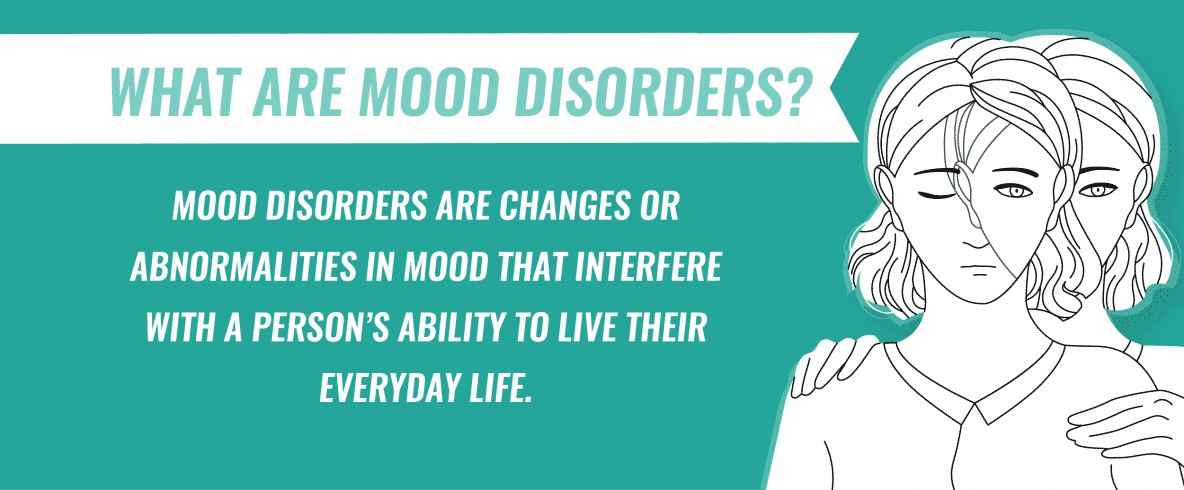 WHAT ARE MOOD DISORDERS?
MOOD DISORDERS ARE CHANGES OR
ABNORMALITIES IN MOOD THAT INTERFERE
WITH A PERSON’S ABILITY TO LIVE THEIR
EVERYDAY LIFE.